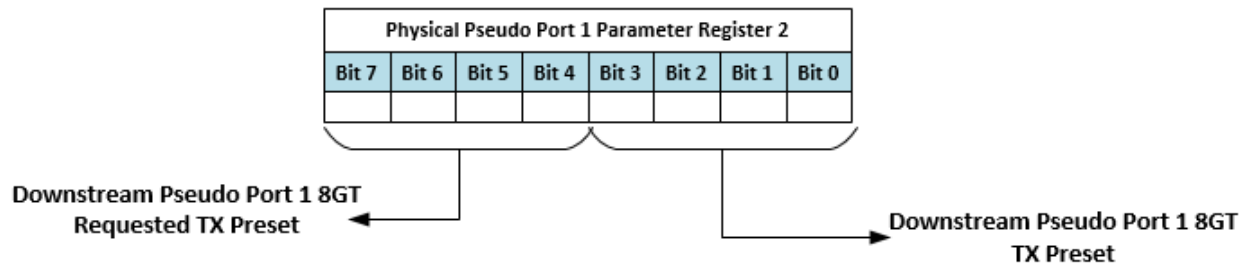 Physical Pseudo Port 1 Parameter Register 2
Bit 7 Bit 6 Bit 5 Bit 4 Bit 3 Bit 2 Bit 1 Bit 0
Downstream Pseudo Port 1 8GT
Requested TX Preset
Downstream Pseudo Port 1 8GT
TX Preset